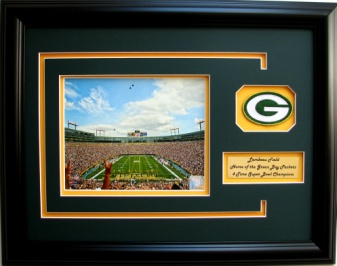 G
Lambeau Field
Home of the Green Bay Packers
4 Time Super Bowl Champions